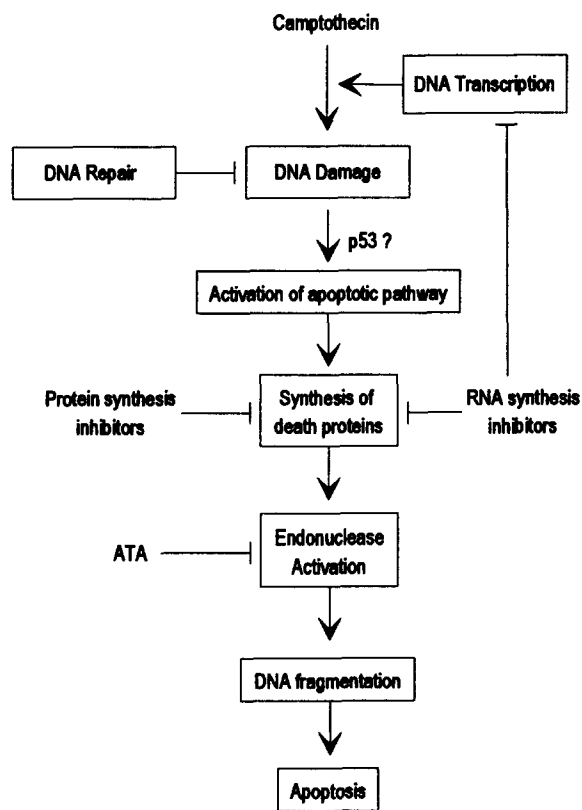 Camptothecin
DNA Transcription
DNA Repair
DNA Damage
p53 ?
Activation of apoptotic pathway
Protein synthesis
inhibitors
Synthesis of
death proteins
RNA synthesis
inhibitors
ATA
Endonuclease
Activation
DNA fragmentation
Apoptosis